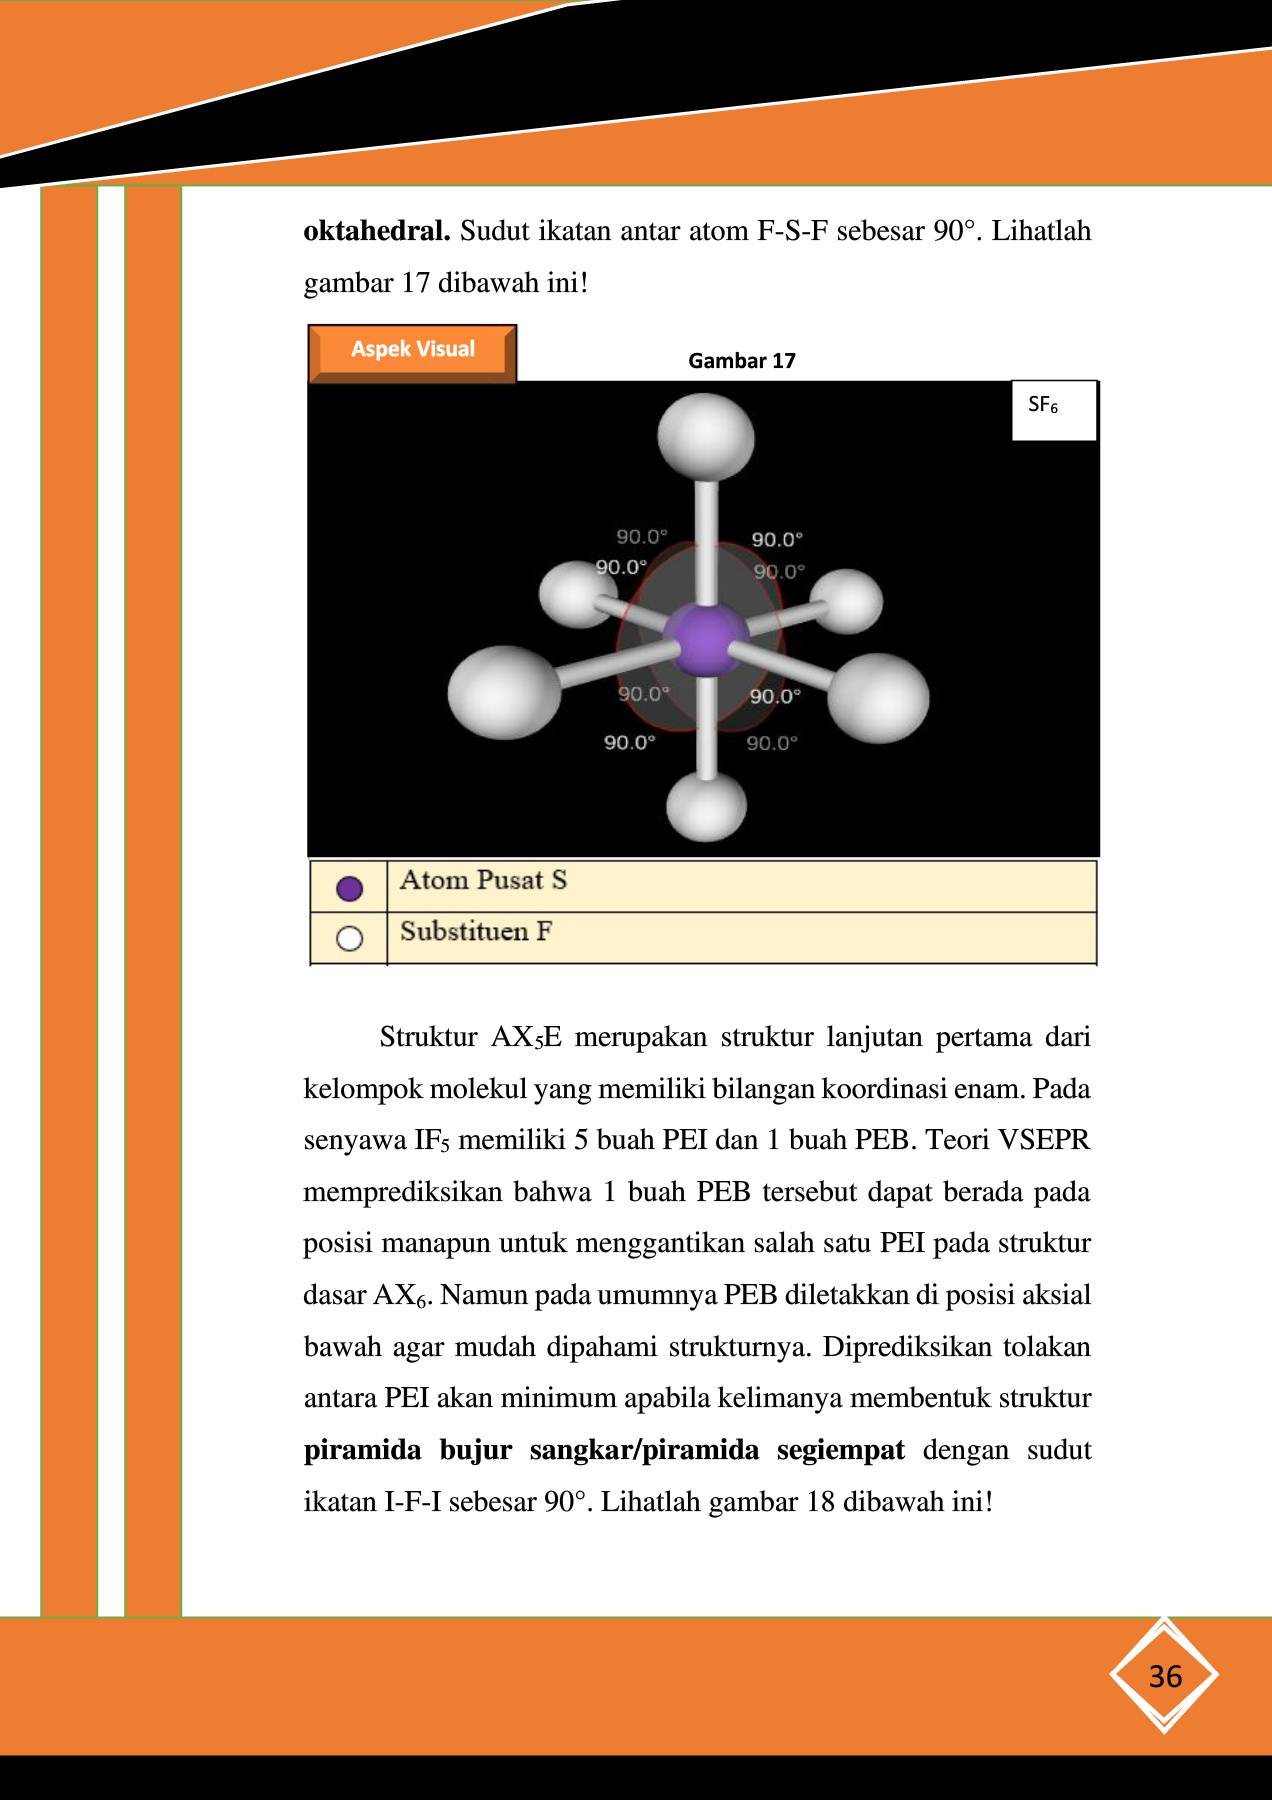 oktahedral. Sudut ikatan antar atom F-S-F sebesar 90°. Lihatlah
gambar 17 dibawah ini!
Aspek Visual
Gambar 17
SF₆
90.0°
90.0°
90.0°
90.0°
90.0°
90.0°
90.0°
90.0°
Atom Pusat S
Substituen F
Struktur AX₅E merupakan struktur lanjutan pertama dari
kelompok molekul yang memiliki bilangan koordinasi enam. Pada
senyawa IF₅ memiliki 5 buah PEI dan 1 buah PEB. Teori VSEPR
memprediksikan bahwa 1 buah PEB tersebut dapat berada pada
posisi manapun untuk menggantikan salah satu PEI pada struktur
dasar AX₆. Namun pada umumnya PEB diletakkan di posisi aksial
bawah agar mudah dipahami strukturnya. Diprediksikan tolakan
antara PEI akan minimum apabila kelimanya membentuk struktur
piramida bujur sangkar/piramida segiempat dengan sudut
ikatan I-F-I sebesar 90°. Lihatlah gambar 18 dibawah ini!
36